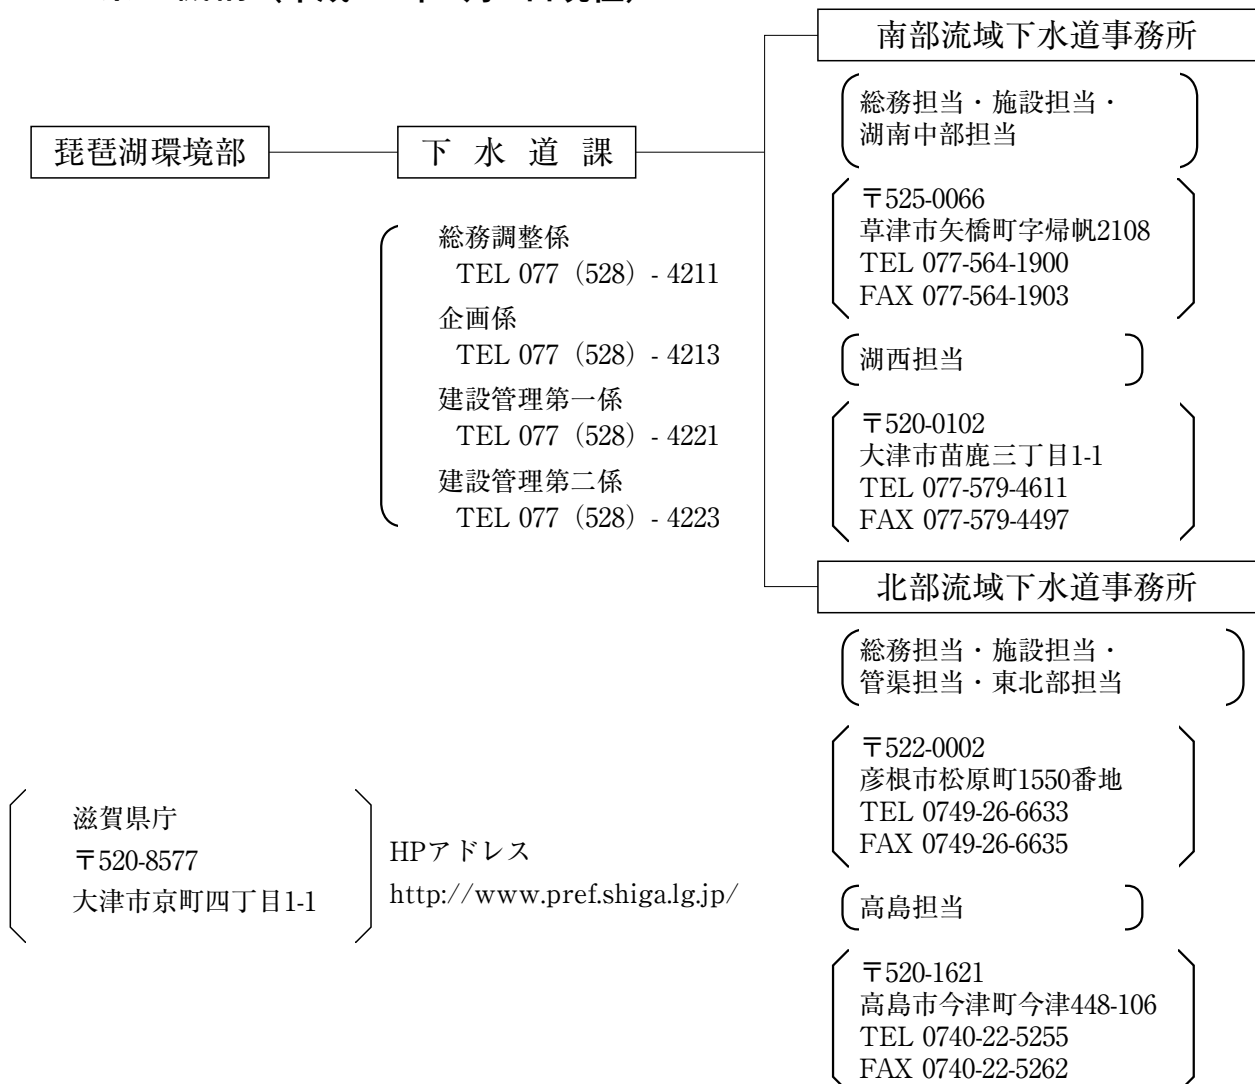 南部流域下水道事務所
総務担当・施設担当・
湖南中部担当
琵琶湖環境部
下水道課
〒525-0066
草津市矢橋町字帰帆2108
TEL 077-564-1900
FAX 077-564-1903
総務調整係
TEL 077（528）- 4211
企画係
TEL 077（528）- 4213
建設管理第一係
TEL 077（528）- 4221
建設管理第二係
TEL 077（528）- 4223
湖西担当
〒520-0102
大津市苗鹿三丁目1-1
TEL 077-579-4611
FAX 077-579-4497
北部流域下水道事務所
総務担当・施設担当・
管渠担当・東北部担当
〒522-0002
彦根市松原町1550番地
TEL 0749-26-6633
FAX 0749-26-6635
高島担当
〒520-1621
高島市今津町今津448-106
TEL 0740-22-5255
FAX 0740-22-5262
滋賀県庁
〒520-8577
大津市京町四丁目1-1
HPアドレス
http://www.pref.shiga.lg.jp/